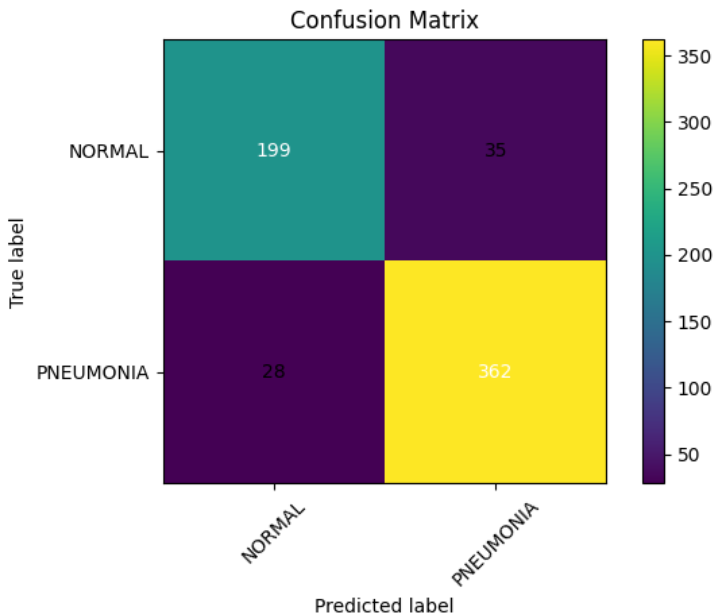 Confusion Matrix
True label
NORMAL
PNEUMONIA
199
35
28
362
NORMAL
PNEUMONIA
Predicted label
350
300
250
200
150
100
50